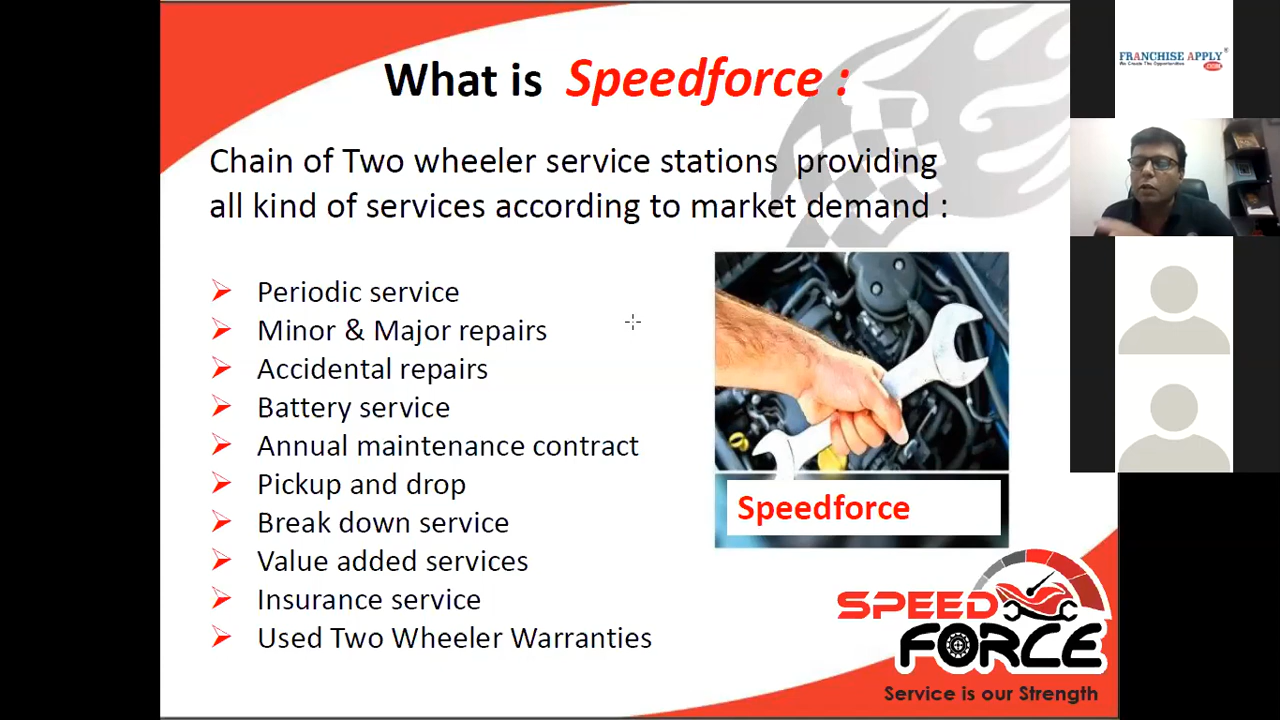 What is Speedforce :
Chain of Two wheeler service stations providing
all kind of services according to market demand :
Periodic service
Minor & Major repairs
Accidental repairs
Battery service
Annual maintenance contract
Pickup and drop
Break down service
Value added services
Insurance service
Used Two Wheeler Warranties
Speedforce
SPEED
FORCE
Service is our Strength
FRANCHISE APPLY®
We Create The Opportunities
.COM